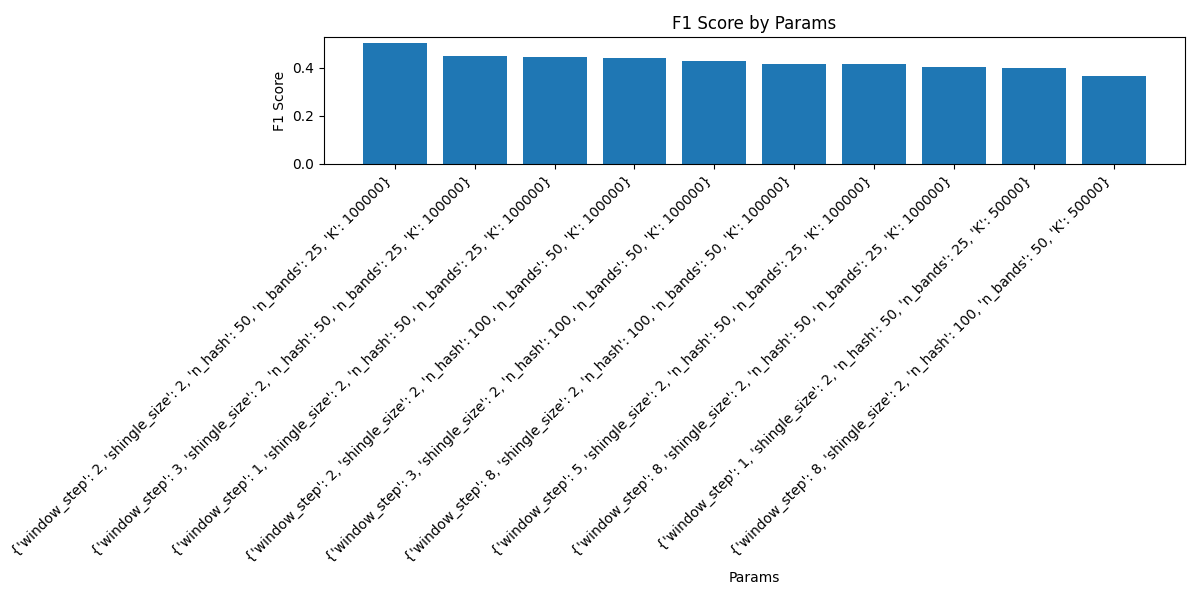 F1 Score by Params
F1 Score
0.4
0.2
0.0
{'window_step': 2, 'shingle_size': 2, 'n_hash': 50, 'n_bands': 25, 'K': 100000}
{'window_step': 3, 'shingle_size': 2, 'n_hash': 50, 'n_bands': 25, 'K': 100000}
{'window_step': 1, 'shingle_size': 2, 'n_hash': 50, 'n_bands': 25, 'K': 100000}
{'window_step': 2, 'shingle_size': 2, 'n_hash': 100, 'n_bands': 50, 'K': 100000}
{'window_step': 3, 'shingle_size': 2, 'n_hash': 100, 'n_bands': 50, 'K': 100000}
{'window_step': 8, 'shingle_size': 2, 'n_hash': 100, 'n_bands': 50, 'K': 100000}
{'window_step': 5, 'shingle_size': 2, 'n_hash': 50, 'n_bands': 25, 'K': 100000}
{'window_step': 8, 'shingle_size': 2, 'n_hash': 50, 'n_bands': 25, 'K': 100000}
{'window_step': 1, 'shingle_size': 2, 'n_hash': 50, 'n_bands': 25, 'K': 50000}
{'window_step': 8, 'shingle_size': 2, 'n_hash': 100, 'n_bands': 50, 'K': 50000}
Params